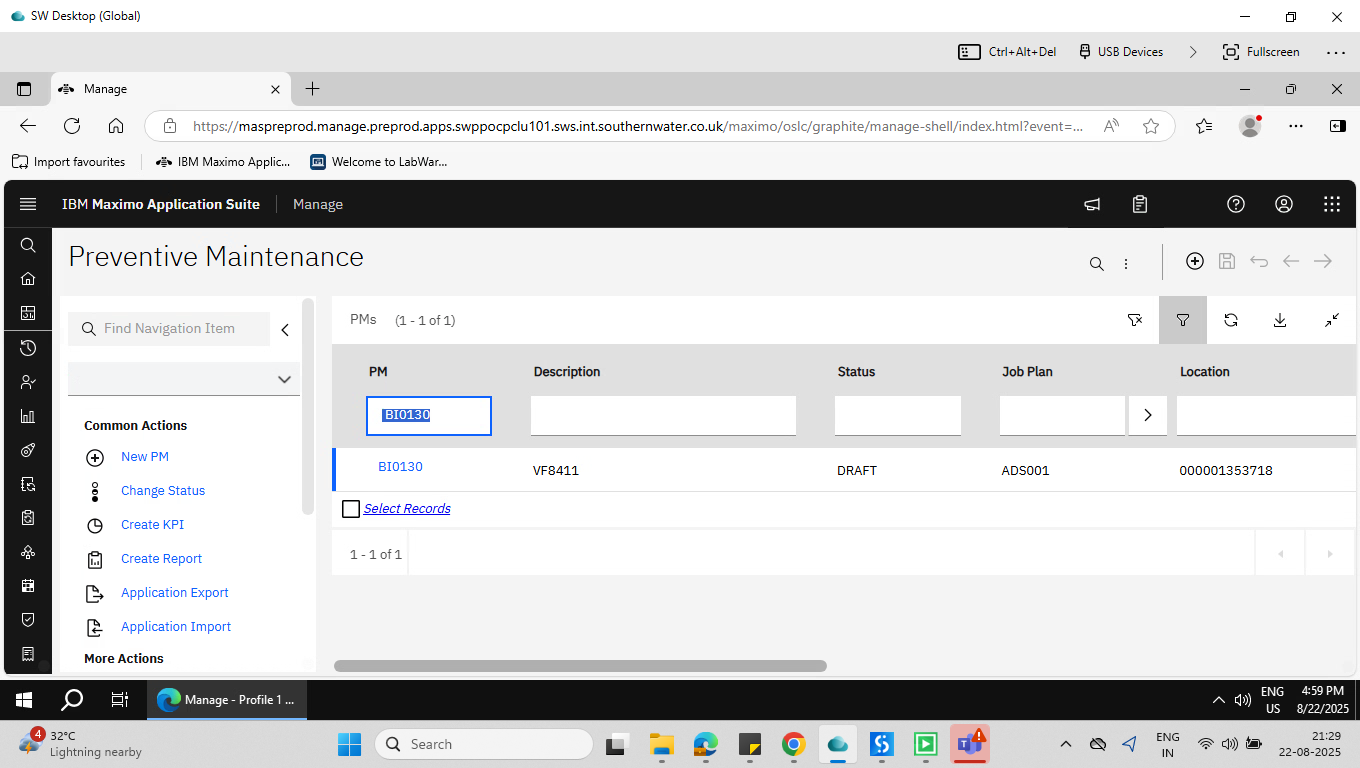 SW Desktop (Global)
Ctrl+Alt+Del
USB Devices
Fullscreen
Manage
https://maspreprod.manage.preprod.apps.swppocpclu101.sws.int.southernwater.co.uk/maximo/oslc/graphite/manage-shell/index.html?event=...
Import favourites
IBM Maximo Applic...
Welcome to LabWar...
IBM Maximo Application Suite
Manage
Preventive Maintenance
Find Navigation Item
Common Actions
New PM
Change Status
Create KPI
Create Report
Application Export
Application Import
More Actions
PMs (1 - 1 of 1)
PM Description Status Job Plan Location
BI0130
BI0130 VF8411 DRAFT ADS001 000001353718
Select Records
1 - 1 of 1
Manage - Profile 1 ...
ENG
US
4:59 PM
8/22/2025
4
32°C
Lightning nearby
Search
ENG
IN
21:29
22-08-2025